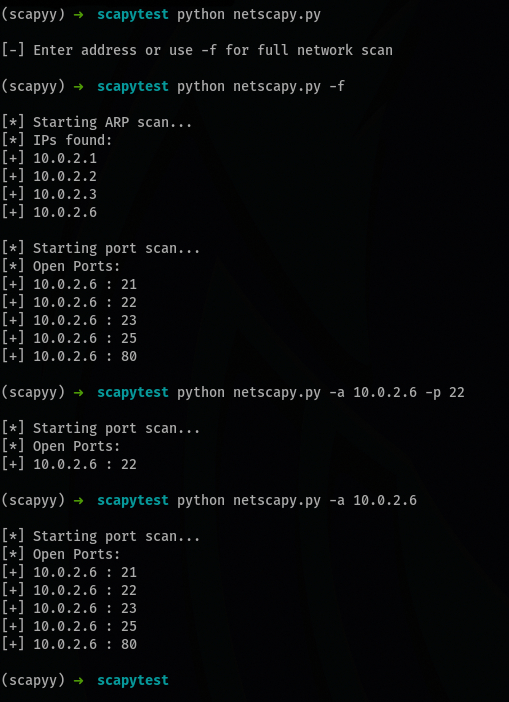 (scapyy) → scapytest python netscapy.py
[-] Enter address or use -f for full network scan
(scapyy) → scapytest python netscapy.py -f
[*] Starting ARP scan...
[*] IPs found:
[+] 10.0.2.1
[+] 10.0.2.2
[+] 10.0.2.3
[+] 10.0.2.6
[*] Starting port scan...
[*] Open Ports:
[+] 10.0.2.6 : 21
[+] 10.0.2.6 : 22
[+] 10.0.2.6 : 23
[+] 10.0.2.6 : 25
[+] 10.0.2.6 : 80
(scapyy) → scapytest python netscapy.py -a 10.0.2.6 -p 22
[*] Starting port scan...
[*] Open Ports:
[+] 10.0.2.6 : 22
(scapyy) → scapytest python netscapy.py -a 10.0.2.6
[*] Starting port scan...
[*] Open Ports:
[+] 10.0.2.6 : 21
[+] 10.0.2.6 : 22
[+] 10.0.2.6 : 23
[+] 10.0.2.6 : 25
[+] 10.0.2.6 : 80
(scapyy) → scapytest